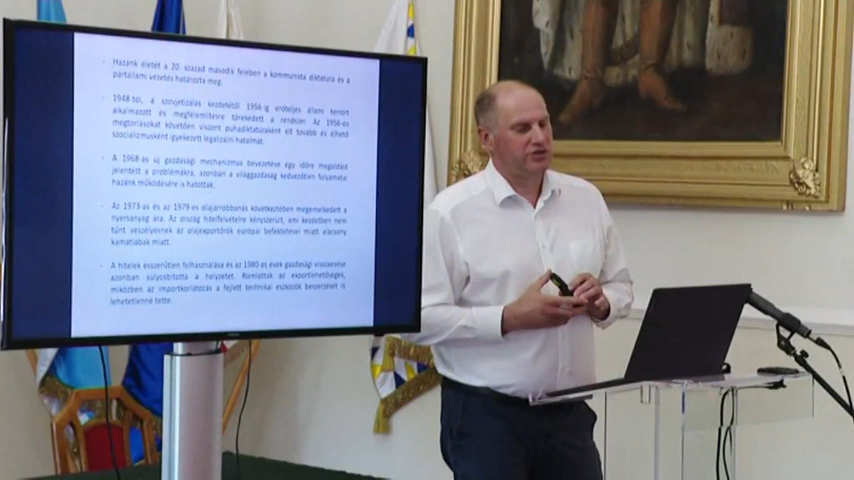 Hazánk életét a 20. század második felében a kommunista diktatúra és a
pártállami vezetés határozta meg.
1948-tól, a szovjetizálás kezdetétől 1956-ig erőteljes állami terrort
alkalmazott és megfélemlítésre törekedett a rendszer. Az 1956-os
megtorlásokat követően viszont puhadiktatúraként élt tovább és élhető
szocializmusként igyekezett legalizálni hatalmát.
A 1968-as új gazdasági mechanizmus bevezetése egy időre megoldást
jelentett a problémákra, azonban a világgazdaság kedvezőtlen folyamatai
hazánk működésére is hatottak.
Az 1973-as és az 1979-es olajárrobbanás következtében megemelkedett a
nyersanyag ára. Az ország hitelfelvételre kényszerült, ami kezdetben nem
tűnt veszélyesnek az olajexportőrök európai befektetései miatt alacsony
kamatlábak miatt.
A hitelek ésszerűtlen felhasználása és az 1980-as évek gazdasági visszaesése
azonban súlyosbította a helyzetet. Romlottak az exportlehetőségek,
miközben az importkorlátozás a fejlett technikai eszközök beszerzését is
lehetetlenné tette.